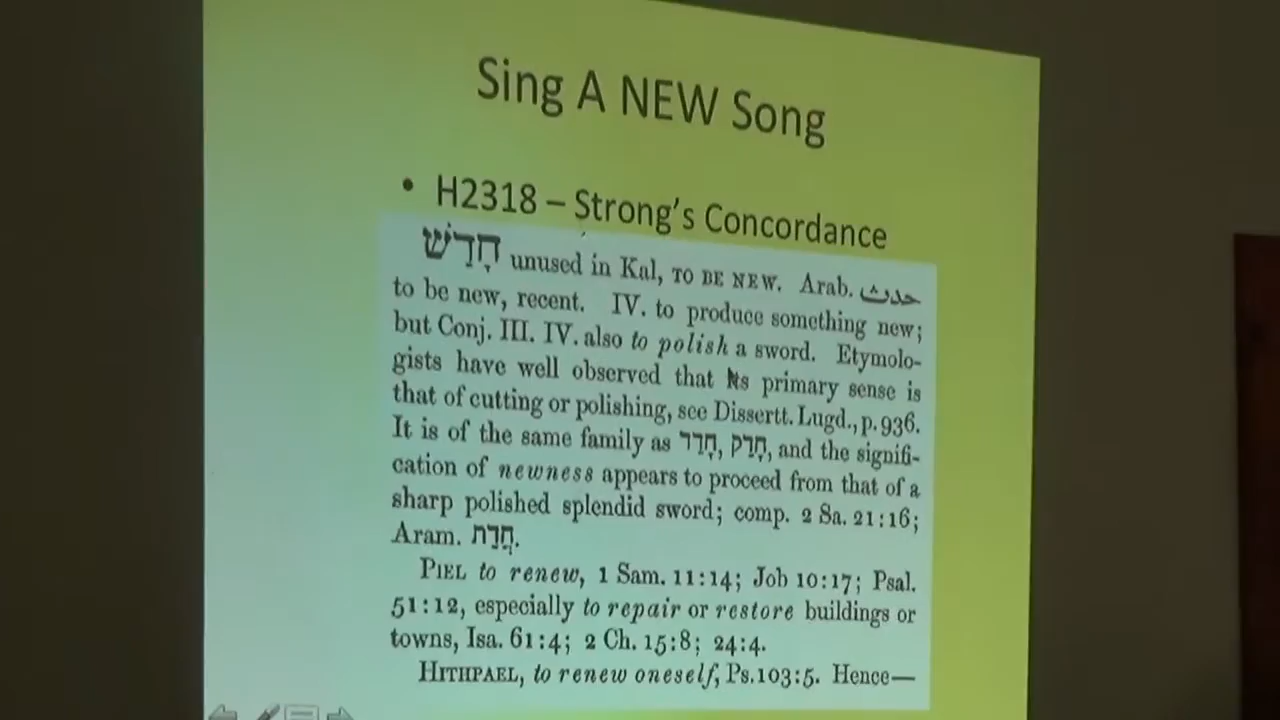 Sing A NEW Song
• H2318 – Strong's Concordance
חָדַשׁ unused in Kal, TO BE NEW. Arab. حدث
to be new, recent. IV. to produce something new;
but Conj. III. IV. also to polish a sword. Etymolo-
gists have well observed that its primary sense is
that of cutting or polishing, see Dissertt. Lugd., p. 936.
It is of the same family as חָדַד, חָדַק, and the signifi-
cation of newness appears to proceed from that of a
sharp polished splendid sword; comp. 2 Sa. 21:16;
Aram. חֲדַת.
PIEL to renew, 1 Sam. 11:14; Job 10:17; Psal.
51:12, especially to repair or restore buildings or
towns, Isa. 61:4; 2 Ch. 15:8; 24:4.
HITHPAEL, to renew oneself, Ps. 103:5. Hence—